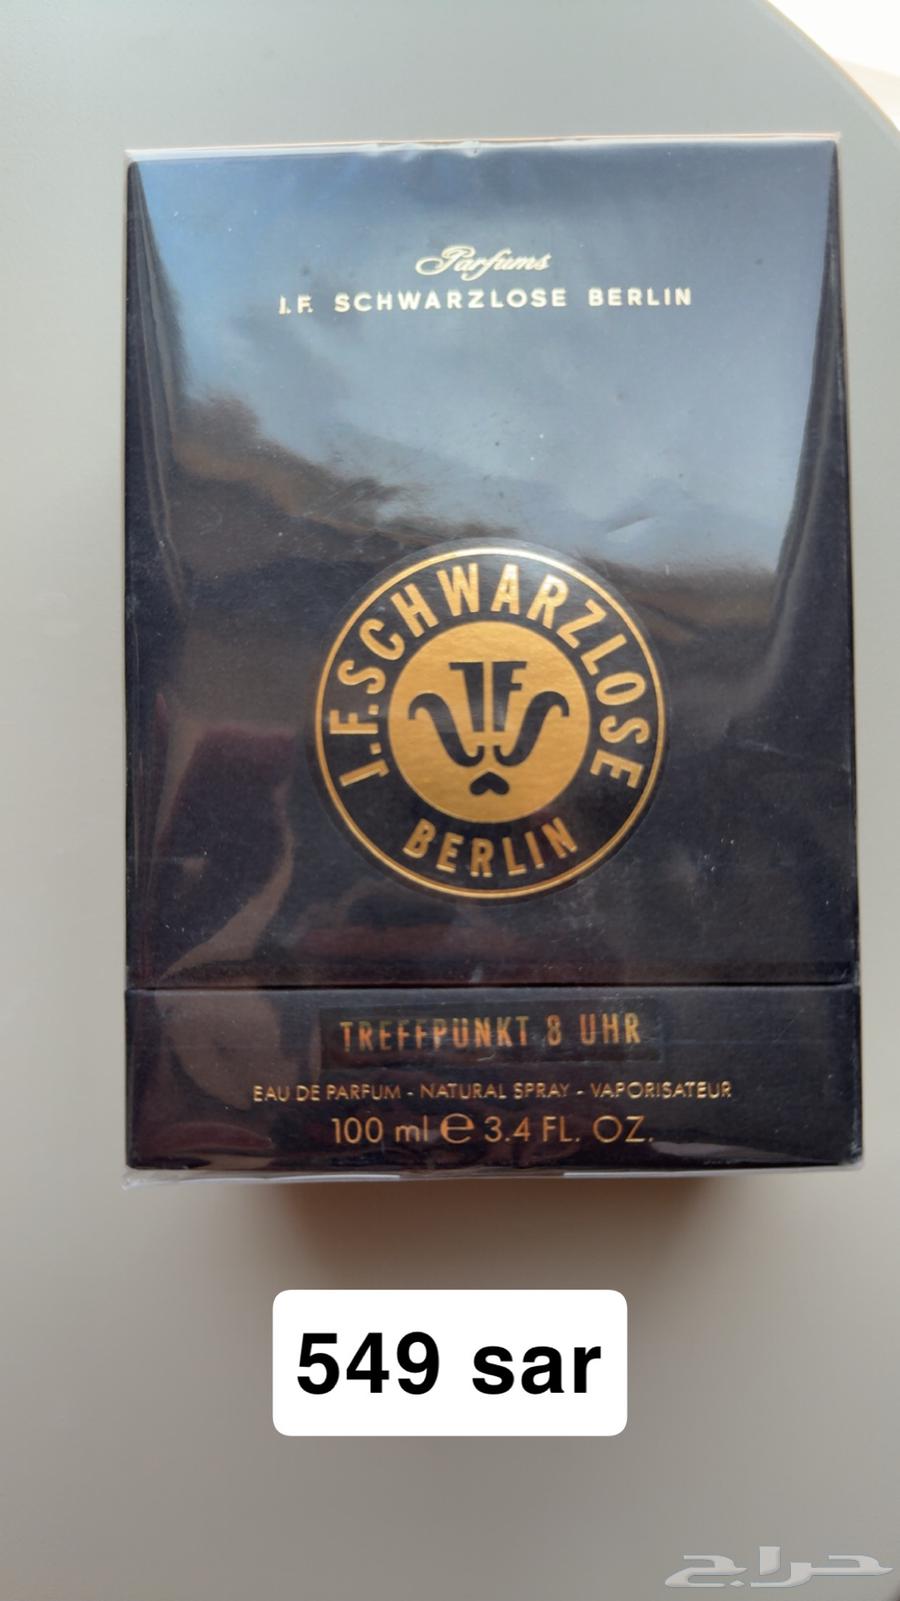 Parfums
J.F. SCHWARZLOSE BERLIN
J.F. SCHWARZLOSE
JFS
BERLIN
TREFFPUNKT 8 UHR
EAU DE PARFUM - NATURAL SPRAY - VAPORISATEUR
100 ml ℮ 3.4 FL. OZ.
549 sar
حراج